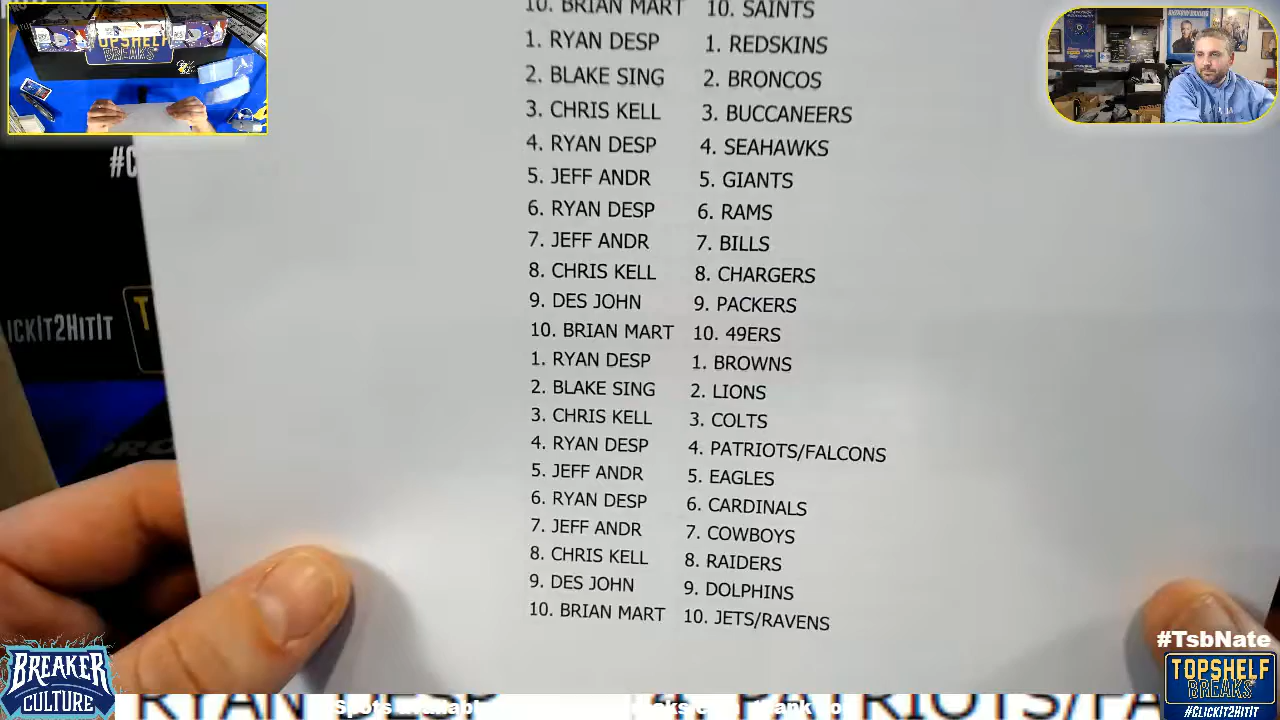 10. BRIAN MART 10. SAINTS
1. RYAN DESP 1. REDSKINS
2. BLAKE SING 2. BRONCOS
3. CHRIS KELL 3. BUCCANEERS
4. RYAN DESP 4. SEAHAWKS
5. JEFF ANDR 5. GIANTS
6. RYAN DESP 6. RAMS
7. JEFF ANDR 7. BILLS
8. CHRIS KELL 8. CHARGERS
9. DES JOHN 9. PACKERS
10. BRIAN MART 10. 49ERS
1. RYAN DESP 1. BROWNS
2. BLAKE SING 2. LIONS
3. CHRIS KELL 3. COLTS
4. RYAN DESP 4. PATRIOTS/FALCONS
5. JEFF ANDR 5. EAGLES
6. RYAN DESP 6. CARDINALS
7. JEFF ANDR 7. COWBOYS
8. CHRIS KELL 8. RAIDERS
9. DES JOHN 9. DOLPHINS
10. BRIAN MART 10. JETS/RAVENS
TOPSHELF
BREAKS
#C
ICKIT2HITIT
BREAKER
CULTURE
#TsbNate
TOPSHELF
BREAKS
#CLICKIT2HITIT
RYAN DESP